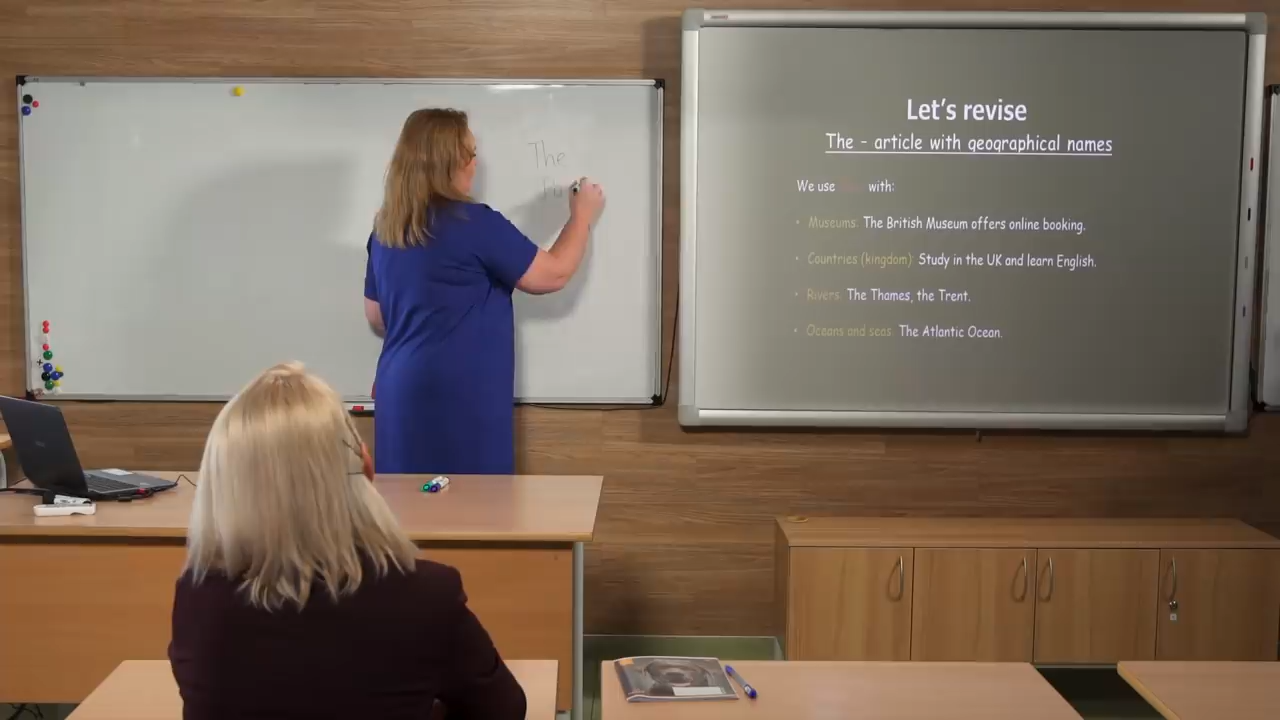 The
Let's revise
The - article with geographical names
We use with:
• Museums: The British Museum offers online booking.
• Countries (kingdom): Study in the UK and learn English.
• Rivers: The Thames, the Trent.
• Oceans and seas: The Atlantic Ocean.